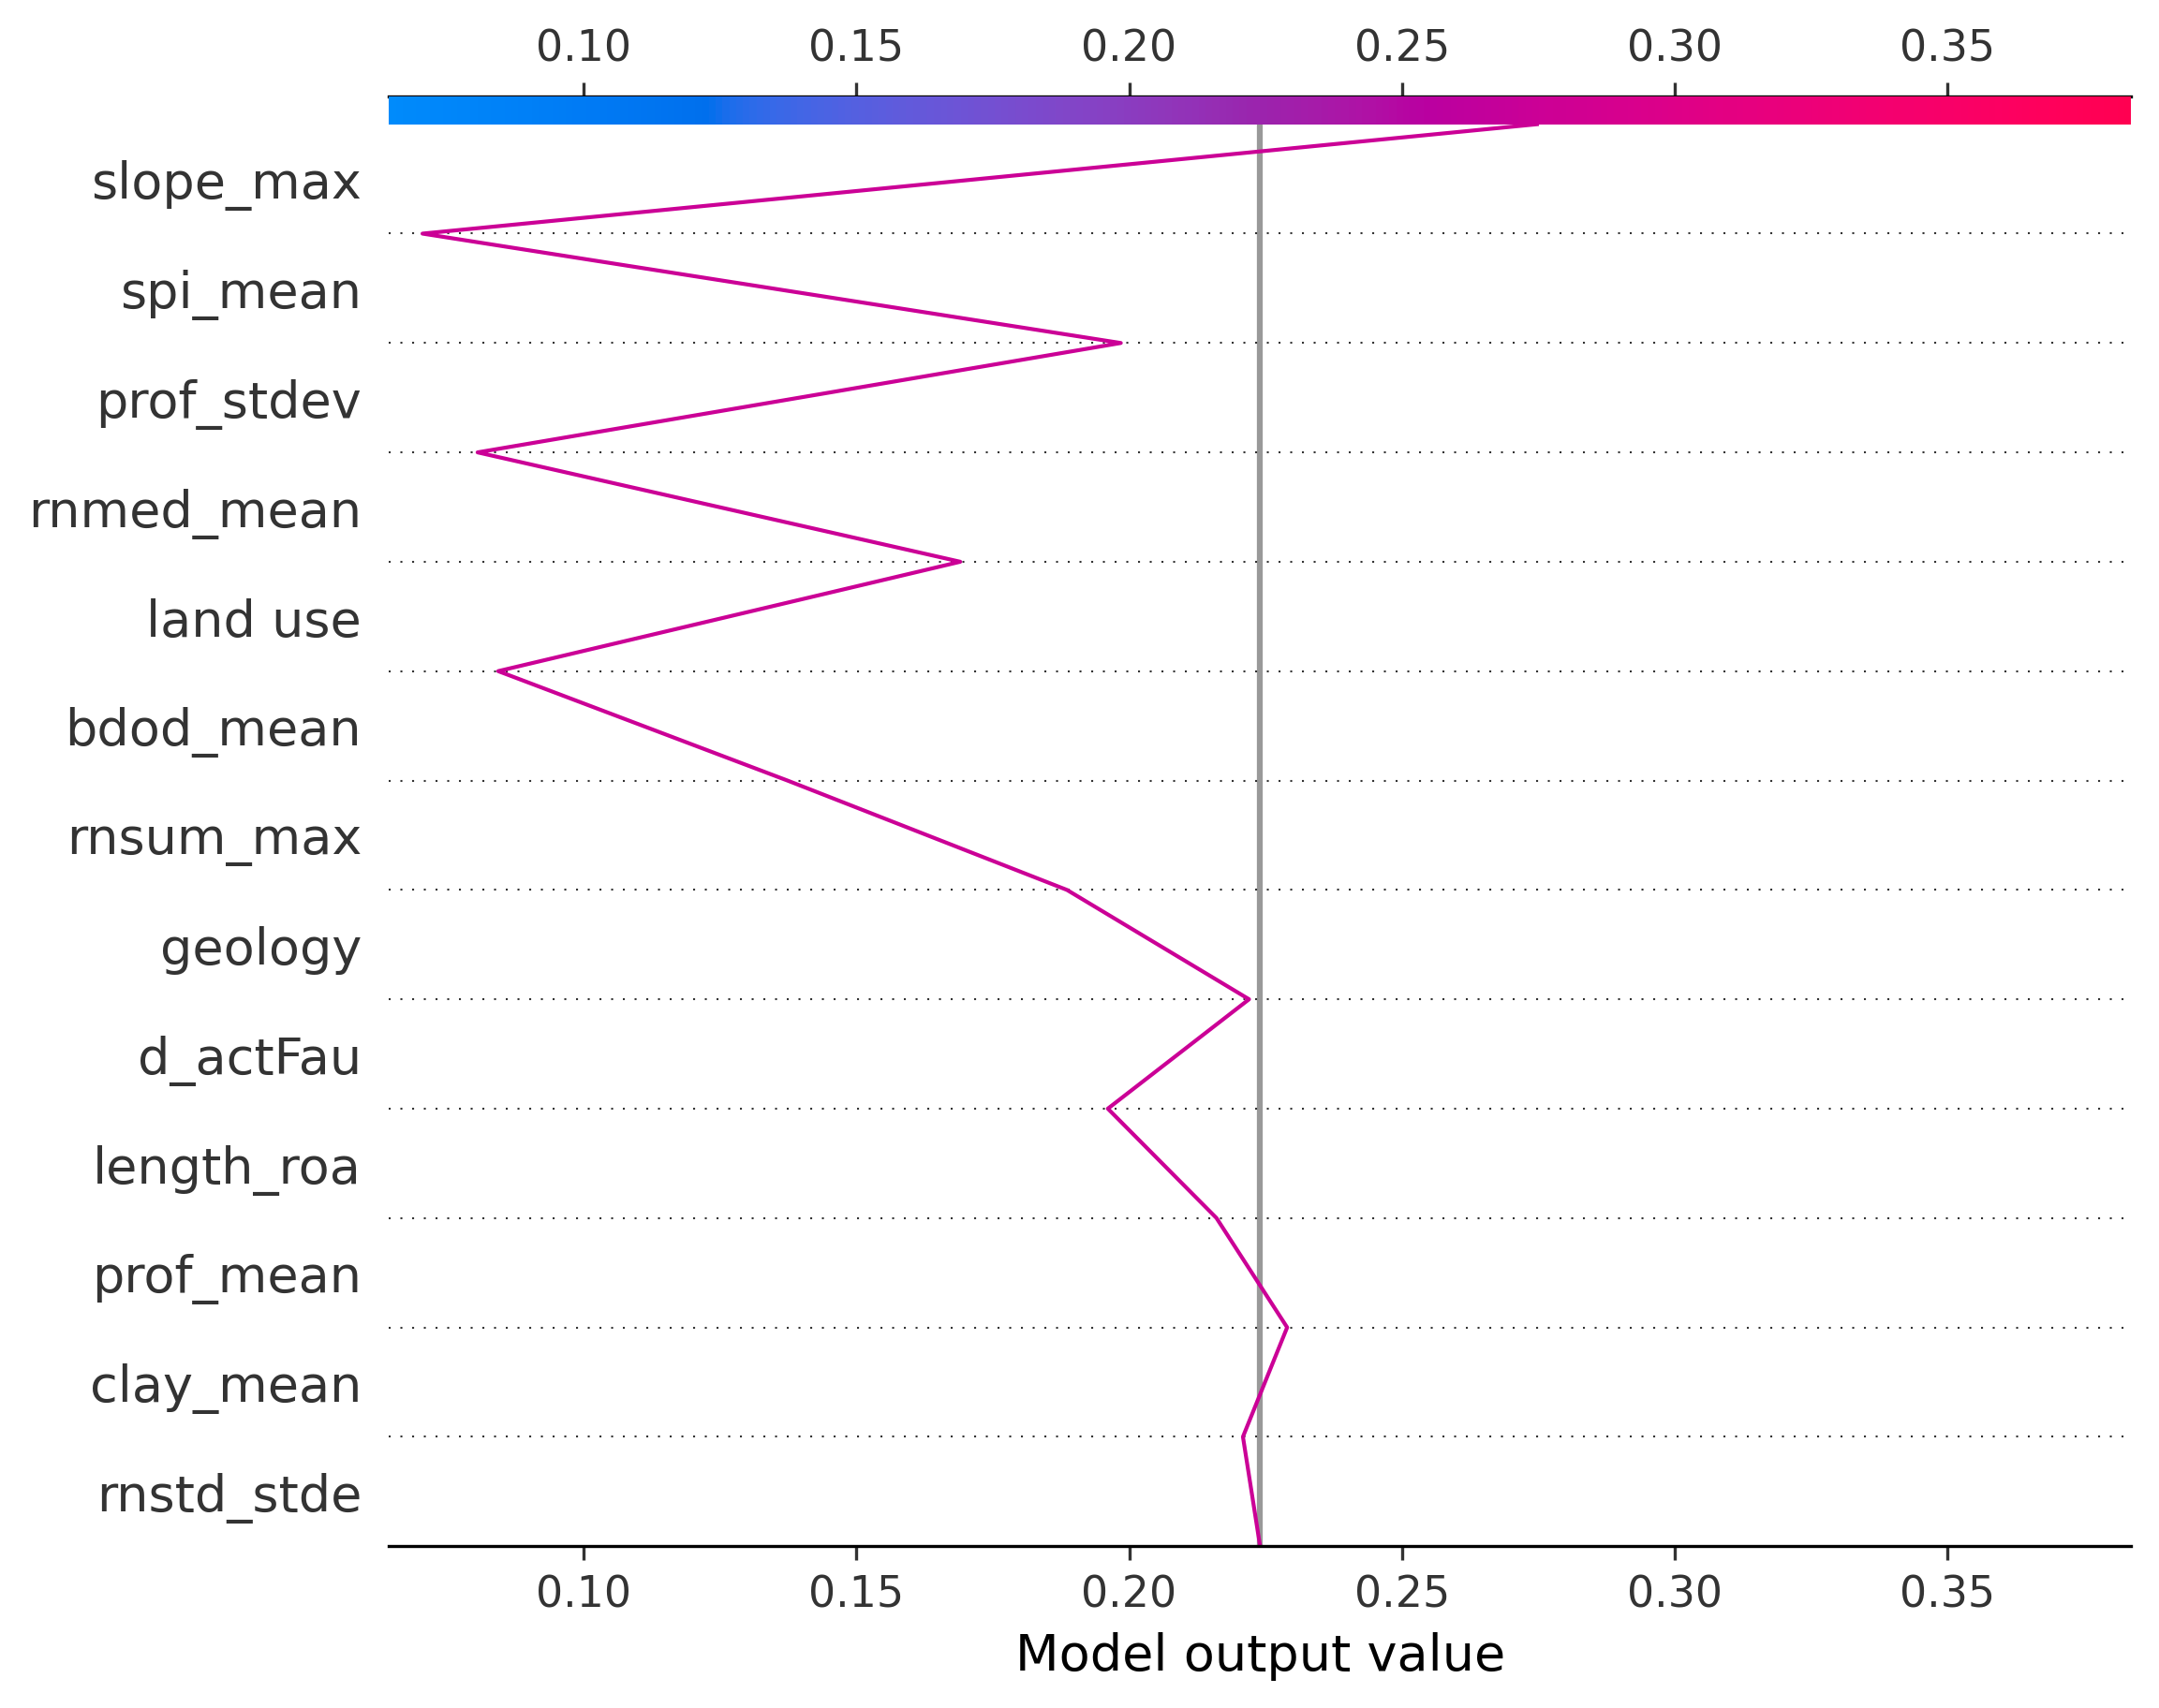 0.10 0.15 0.20 0.25 0.30 0.35
slope_max
spi_mean
prof_stdev
rnmed_mean
land use
bdod_mean
rnsum_max
geology
d_actFau
length_roa
prof_mean
clay_mean
rnstd_stde
0.10 0.15 0.20 0.25 0.30 0.35
Model output value